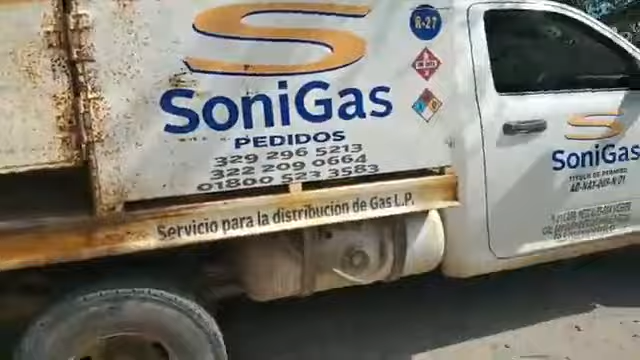 SoniGas
PEDIDOS
329 296 5213
322 209 0664
01800 523 3583
Servicio para la distribución de Gas L.P.
R-27
SoniGas